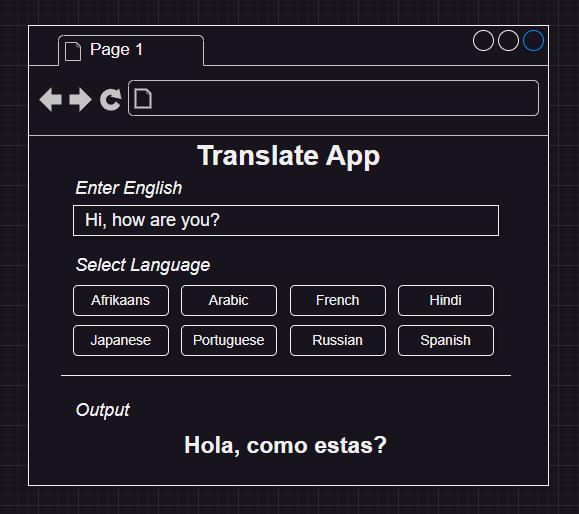 Page 1
Translate App
Enter English
Hi, how are you?
Select Language
Afrikaans Arabic French Hindi
Japanese Portuguese Russian Spanish
Output
Hola, como estas?